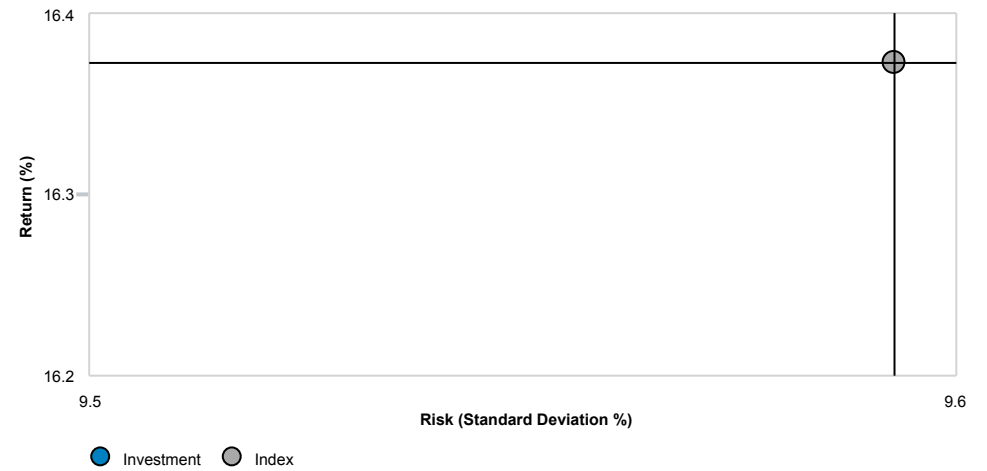 16.4
Return (%)
16.3
16.2
9.5
9.6
Risk (Standard Deviation %)
Investment Index